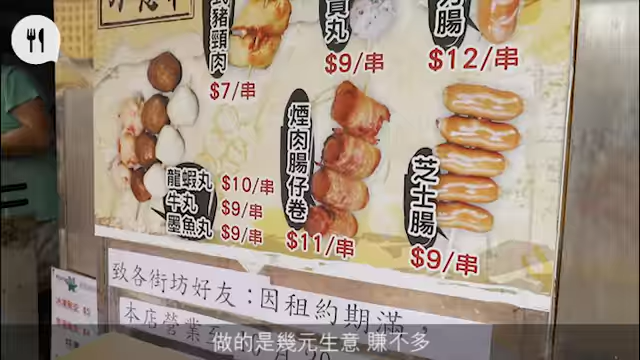 豬頸肉
$7/串
貢丸
$9/串
腸
$12/串
龍蝦丸 $10/串
牛丸 $9/串
墨魚丸 $9/串
煙肉腸仔卷
$11/串
芝士腸
$9/串
致各街坊好友：因租約期滿
本店營業至
做的是幾元生意 賺不多